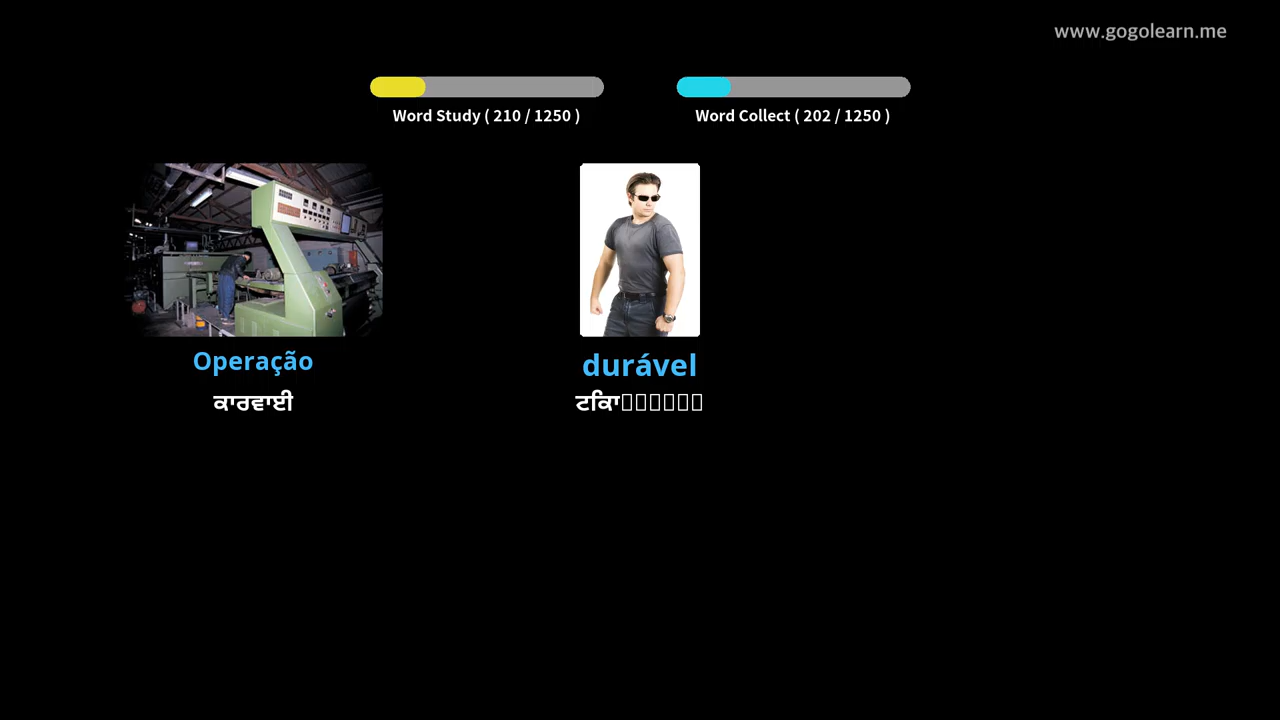 www.gogolearn.me
Word Study ( 210 / 1250 )
Word Collect ( 202 / 1250 )
Operação
durável
ਕਾਰਵਾਈ